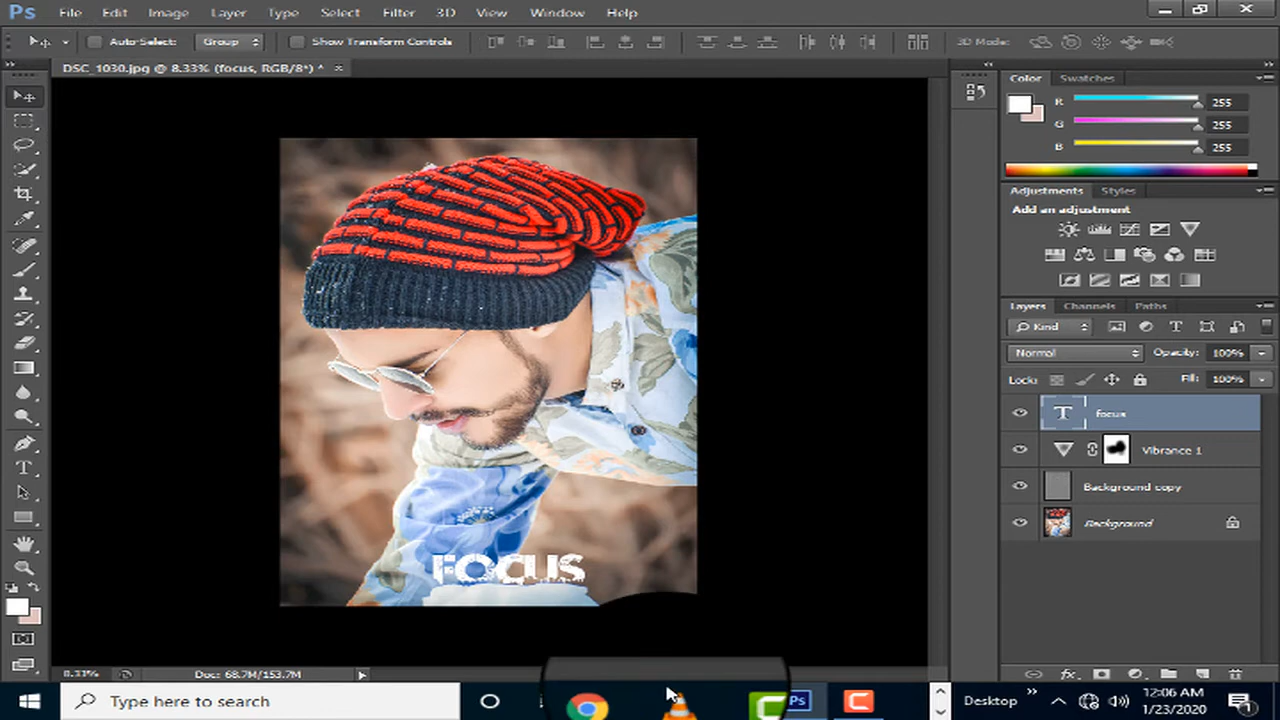 Ps File Edit Image Layer Type Select Filter 3D View Window Help
Auto-Select: Group Show Transform Controls 3D Mode:
DSC_1030.jpg @ 8.33% (focus, RGB/8*) * ×
Color Swatches
R 255
G 255
B 255
Adjustments Styles
Add an adjustment
Layers Channels Paths
Kind
Normal Opacity: 100%
Lock: Fill: 100%
T focus
Vibrance 1
Background copy
Background
FOCUS
8.33% Doc: 68.7M/153.7M
Type here to search
Ps
Desktop
12:06 AM
1/23/2020
1